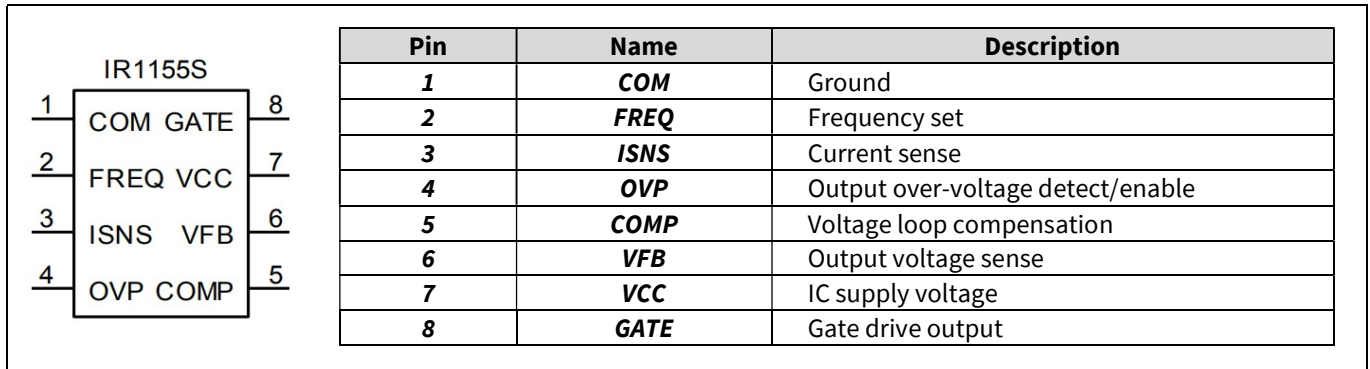 IR1155S
1 COM GATE 8
2 FREQ VCC 7
3 ISNS VFB 6
4 OVP COMP 5
Pin Name Description
1 COM Ground
2 FREQ Frequency set
3 ISNS Current sense
4 OVP Output over-voltage detect/enable
5 COMP Voltage loop compensation
6 VFB Output voltage sense
7 VCC IC supply voltage
8 GATE Gate drive output